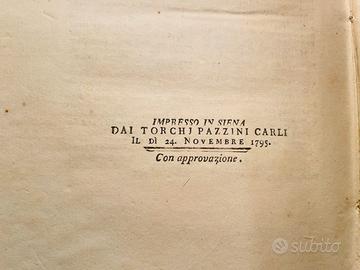 IMPRESSO IN SIENA
DAI TORCHJ PAZZINI CARLI
IL DÌ 24. NOVEMBRE 1795.
Con approvazione.
subito